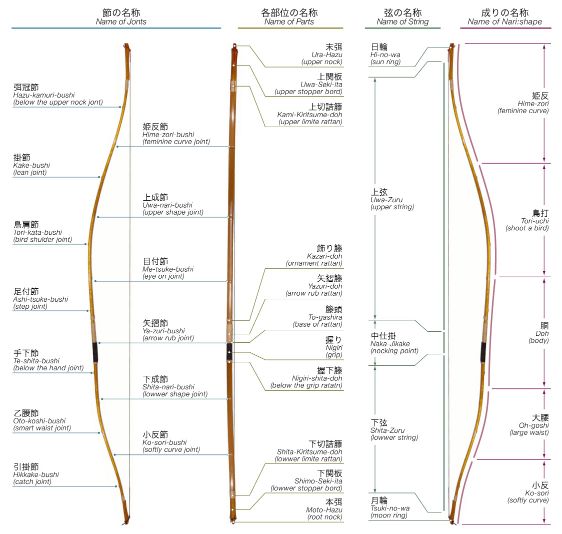 節の名称
Name of Jonts
各部位の名称
Name of Parts
弦の名称
Name of String
成りの名称
Name of Nari:shape
弭冠節
Hazu-kamuri-bushi
(below the upper nock jont)
姫反節
Hime-zori-bushi
(feminine curve joint)
掛節
Kake-bushi
(lean joint)
上成節
Uwa-nari-bushi
(upper shape joint)
鳥肩節
Tori-kata-bushi
(bird shulder joint)
目付節
Me-tsuke-bushi
(eye on joint)
足付節
Ashi-tsuke-bushi
(step joint)
矢摺節
Ya-zuri-bushi
(arrow rub joint)
手下節
Te-shita-bushi
(below the hand joint)
下成節
Shita-nari-bushi
(lowwer shape joint)
乙腰節
Oto-koshi-bushi
(smart waist joint)
小反節
Ko-sori-bushi
(softly curve joint)
引掛節
Hikkake-bushi
(catch joint)
末弭
Ura-Hazu
(upper nock)
上関板
Uwa-Seki-ita
(upper stopper bord)
上切詰籐
Kami-Kiritsume-doh
(upper limite rattan)
飾り籐
Kazari-doh
(ornament rattan)
矢摺籐
Yazuri-doh
(arrow rub rattan)
籐頭
To-gashira
(base of rattan)
握り
Nigiri
(grip)
握下籐
Nigiri-shita-doh
(below the grip ratatn)
下切詰籐
Shita-Kiritsume-doh
(lowwer limite rattan)
下関板
Shimo-Seki-ita
(lowwer stopper bord)
本弭
Moto-Hazu
(root nock)
日輪
Hi-no-wa
(sun ring)
上弦
Uwa-Zuru
(upper string)
中仕掛
Naka Jikake
(nocking point)
下弦
Shita-Zuru
(lowwer string)
月輪
Tsuki-no-wa
(moon ring)
姫反
Hime-zori
(feminine curve)
鳥打
Tori-uchi
(shoot a bird)
胴
Doh
(body)
大腰
Oh-goshi
(large waist)
小反
Ko-sori
(softly curve)